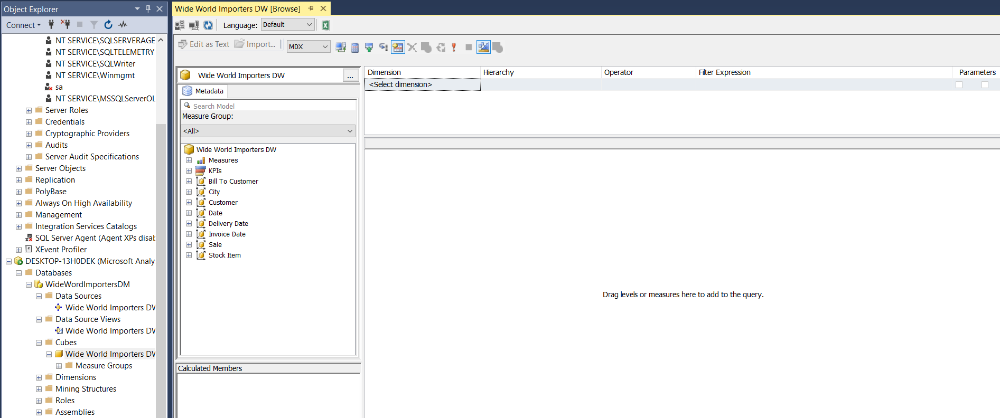 Object Explorer
Connect
NT SERVICE\SQLSERVERAGE
NT SERVICE\SQLTELEMETRY
NT SERVICE\SQLWriter
NT SERVICE\Winmgmt
sa
NT SERVICE\MSSQLServerOL
Server Roles
Credentials
Cryptographic Providers
Audits
Server Audit Specifications
Server Objects
Replication
PolyBase
Always On High Availability
Management
Integration Services Catalogs
SQL Server Agent (Agent XPs disab
XEvent Profiler
DESKTOP-13H0DEK (Microsoft Analy
Databases
WideWordImportersDM
Data Sources
Wide World Importers DW
Data Source Views
Wide World Importers DW
Cubes
Wide World Importers DW
Measure Groups
Dimensions
Mining Structures
Roles
Assemblies
Wide World Importers DW [Browse]
Language: Default
Edit as Text Import... MDX
Wide World Importers DW ...
Metadata
Search Model
Measure Group:
<All>
Wide World Importers DW
Measures
KPIs
Bill To Customer
City
Customer
Date
Delivery Date
Invoice Date
Sale
Stock Item
Calculated Members
Dimension Hierarchy Operator Filter Expression Parameters
<Select dimension>
Drag levels or measures here to add to the query.